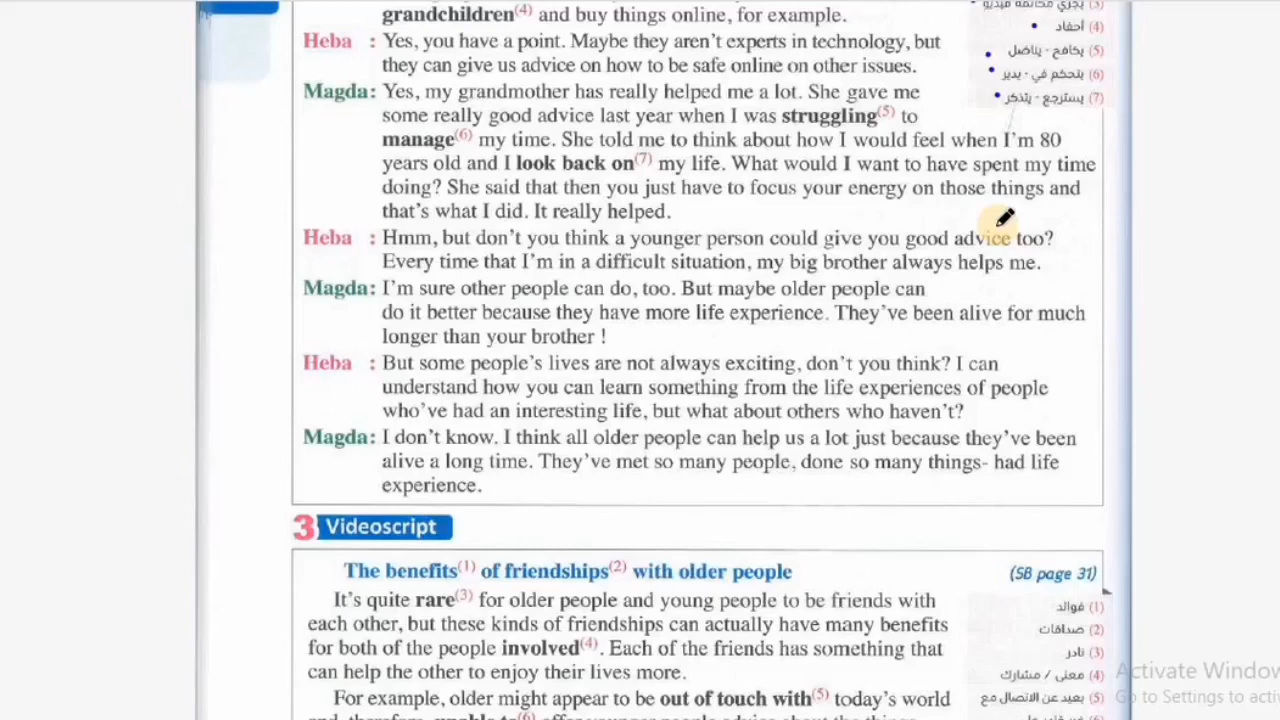 grandchildren(4) and buy things online, for example.
Heba : Yes, you have a point. Maybe they aren't experts in technology, but
they can give us advice on how to be safe online on other issues.
Magda: Yes, my grandmother has really helped me a lot. She gave me
some really good advice last year when I was struggling(5) to
manage(6) my time. She told me to think about how I would feel when I'm 80
years old and I look back on(7) my life. What would I want to have spent my time
doing? She said that then you just have to focus your energy on those things and
that's what I did. It really helped.
Heba : Hmm, but don't you think a younger person could give you good advice too?
Every time that I'm in a difficult situation, my big brother always helps me.
Magda: I'm sure other people can do, too. But maybe older people can
do it better because they have more life experience. They've been alive for much
longer than your brother !
Heba : But some people's lives are not always exciting, don't you think? I can
understand how you can learn something from the life experiences of people
who've had an interesting life, but what about others who haven't?
Magda: I don't know. I think all older people can help us a lot just because they've been
alive a long time. They've met so many people, done so many things- had life
experience.
(3) يجري مكالمة فيديو
(4) أحفاد
(5) يكافح - يناضل
(6) يتحكم في - يدير
(7) يسترجع - يتذكر
3 Videoscript
The benefits(1) of friendships(2) with older people (SB page 31)
It's quite rare(3) for older people and young people to be friends with
each other, but these kinds of friendships can actually have many benefits
for both of the people involved(4). Each of the friends has something that
can help the other to enjoy their lives more.
For example, older might appear to be out of touch with(5) today's world
and, therefore, unable to(6) offer younger people advice about the things
(1) فوائد
(2) صداقات
(3) نادر
(4) معنى / مشارك
(5) بعيد عن الاتصال مع
Activate Window
Go to Settings to acti